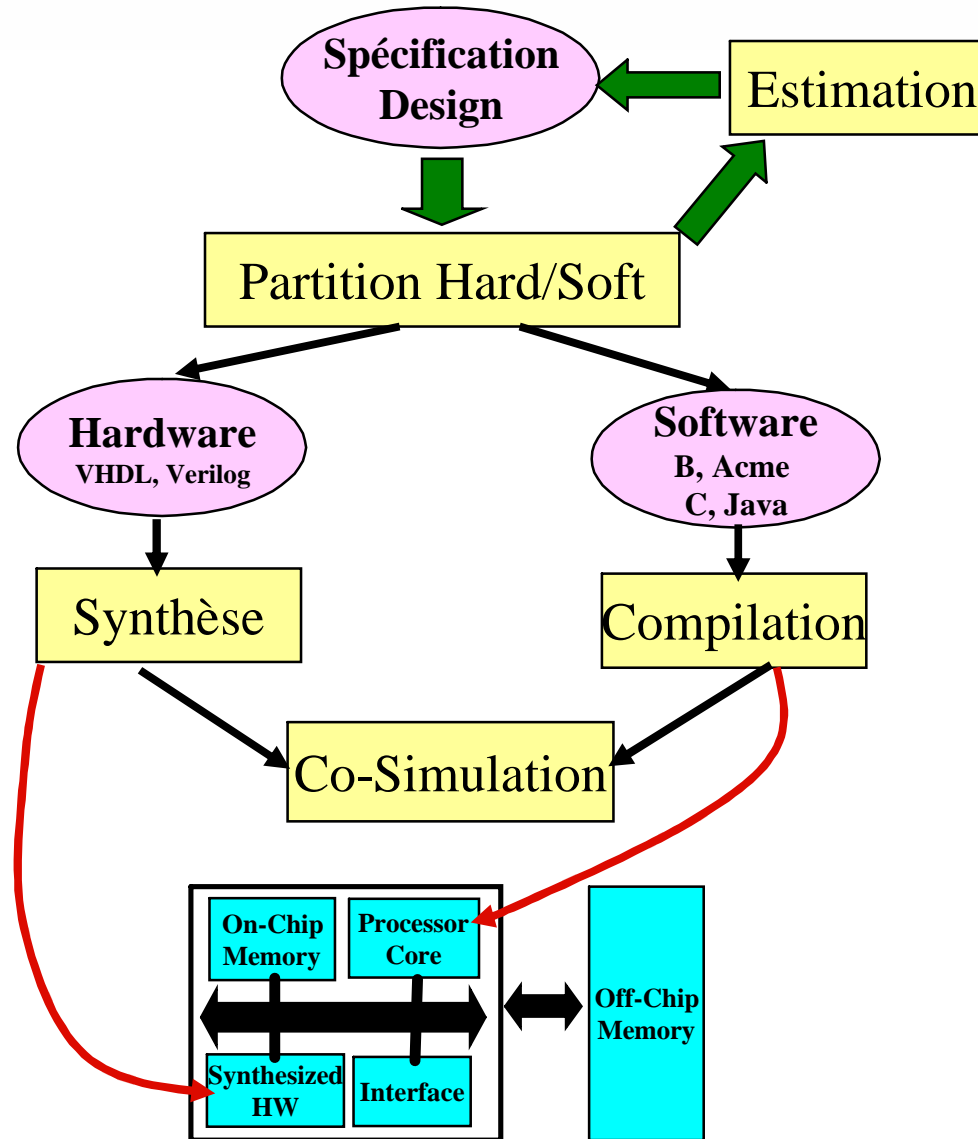 Spécification
Design
Estimation
Partition Hard/Soft
Hardware
VHDL, Verilog
Software
B, Acme
C, Java
Synthèse
Compilation
Co-Simulation
On-Chip
Memory
Processor
Core
Off-Chip
Memory
Synthesized
HW
Interface